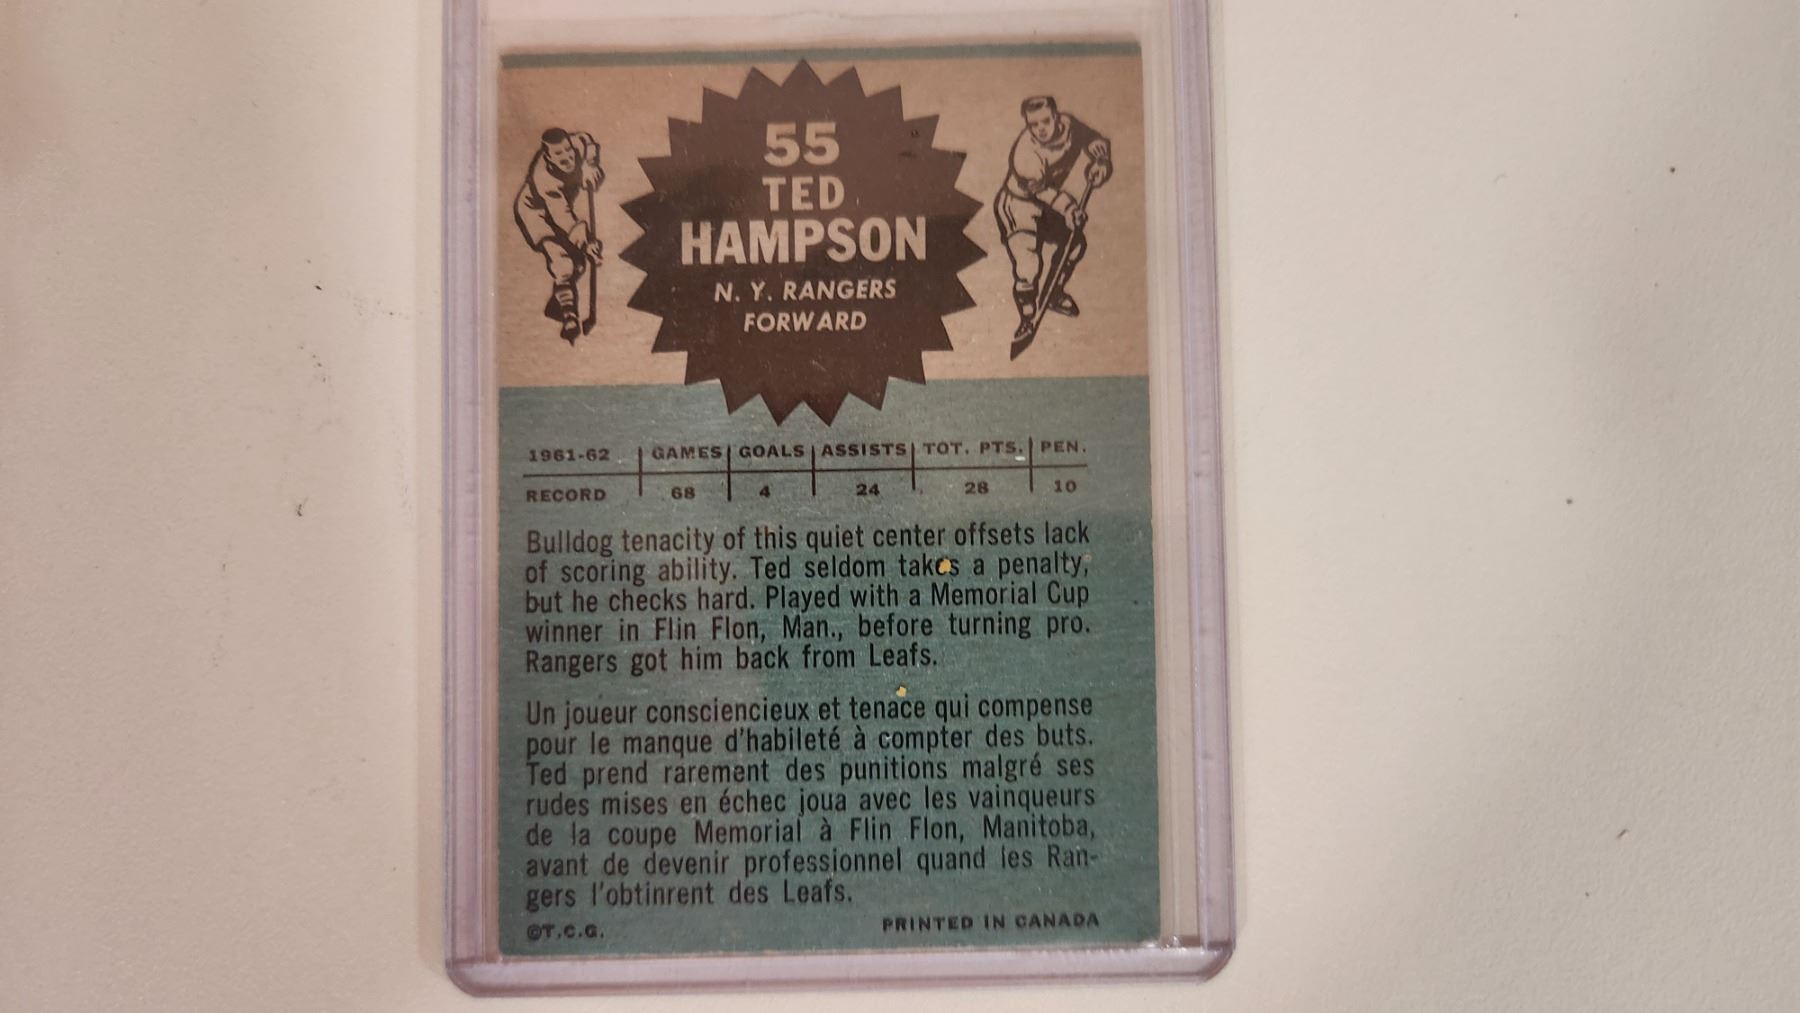 55
TED
HAMPSON
N. Y. RANGERS
FORWARD
1961-62 GAMES GOALS ASSISTS TOT. PTS. PEN.
RECORD 68 4 24 28 10
Bulldog tenacity of this quiet center offsets lack
of scoring ability. Ted seldom takes a penalty,
but he checks hard. Played with a Memorial Cup
winner in Flin Flon, Man., before turning pro.
Rangers got him back from Leafs.
Un joueur consciencieux et tenace qui compense
pour le manque d'habileté à compter des buts.
Ted prend rarement des punitions malgré ses
rudes mises en échec joua avec les vainqueurs
de la coupe Memorial à Flin Flon, Manitoba,
avant de devenir professionnel quand les Ran-
gers l'obtinrent des Leafs.
©T.C.G. PRINTED IN CANADA